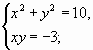 x² + y² = 10,
xy = −3;